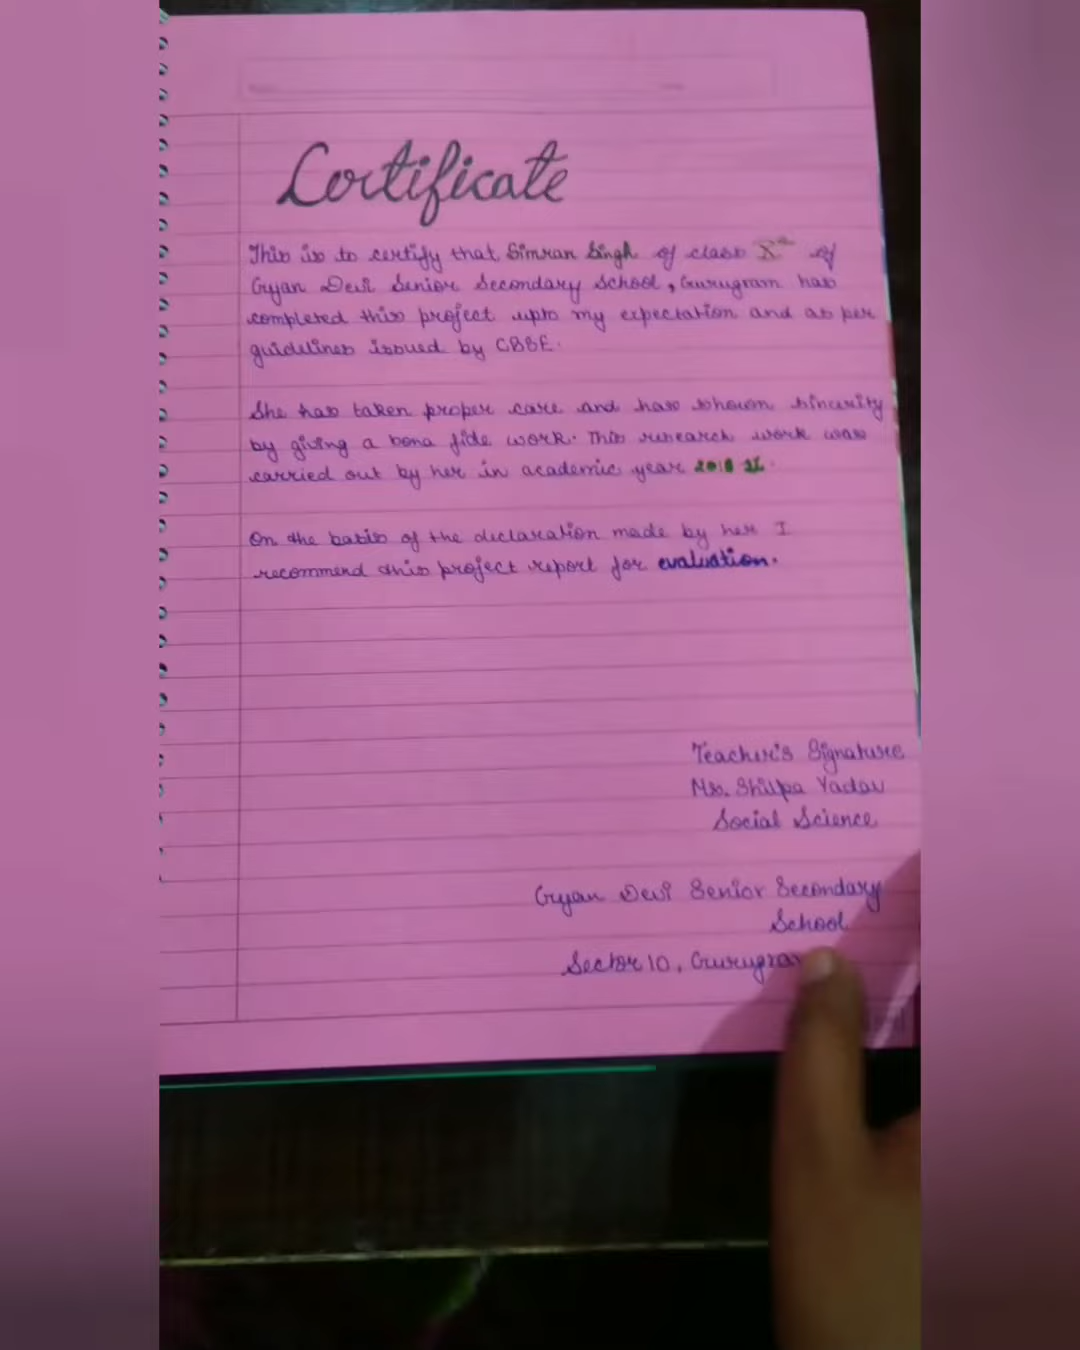 Certificate
This is to certify that Simran Singh of class X of
Gyan Devi Senior Secondary School, Gurugram has
completed this project upto my expectation and as per
guidelines issued by CBSE.
She has taken proper care and has shown sincerity
by giving a bona fide work. This research work was
carried out by her in academic year
On the basis of the declaration made by her I
recommend this project report for evaluation.
Teacher's Signature
Ms. Shilpa Yadav
Social Science
Gyan Devi Senior Secondary
School
Sector 10,